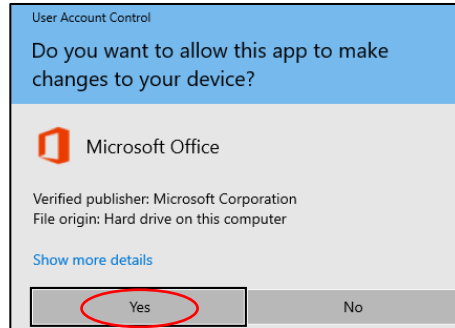 User Account Control
Do you want to allow this app to make
changes to your device?
Microsoft Office
Verified publisher: Microsoft Corporation
File origin: Hard drive on this computer
Show more details
Yes No